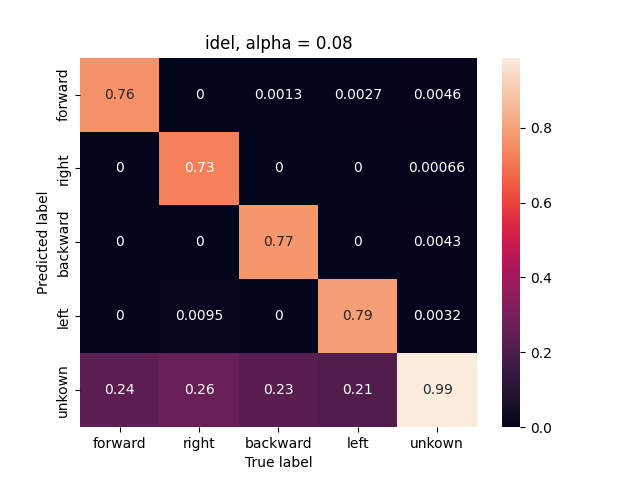 idel, alpha = 0.08
forward 0.76 0 0.0013 0.0027 0.0046
right 0 0.73 0 0 0.00066
backward 0 0 0.77 0 0.0043
left 0 0.0095 0 0.79 0.0032
unkown 0.24 0.26 0.23 0.21 0.99
forward right backward left unkown
Predicted label
True label
0.8
0.6
0.4
0.2
0.0